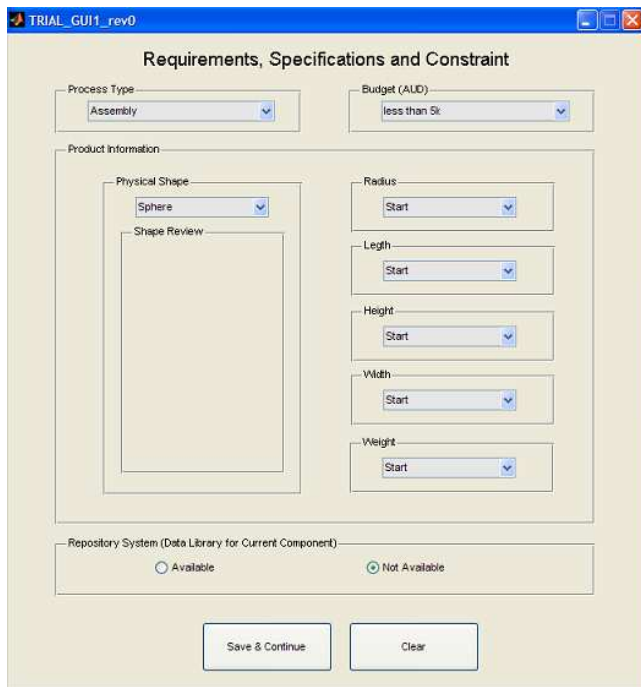 TRIAL_GUI1_rev0
Requirements, Specifications and Constraint
Process Type
Assembly
Budget (AUD)
less than 5k
Product Information
Physical Shape
Sphere
Shape Review
Radius
Start
Legth
Start
Height
Start
Width
Start
Weight
Start
Repository System (Data Library for Current Component)
Available
Not Available
Save & Continue
Clear